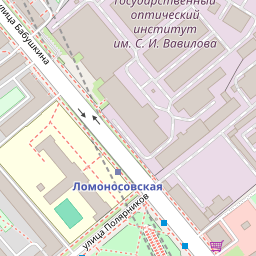 Государственный
оптический
институт
им. С. И. Вавилова
улица Бабушкина
Ломоносовская
улица Полярников